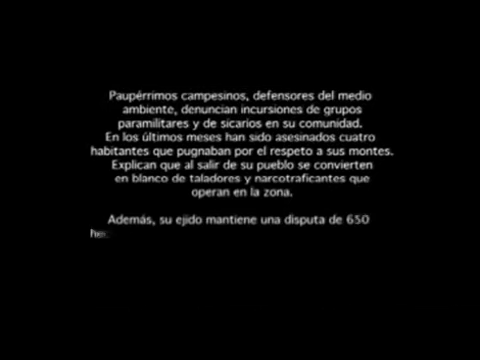 Paupérrimos campesinos, defensores del medio
ambiente, denuncian incursiones de grupos
paramilitares y de sicarios en su comunidad.
En los últimos meses han sido asesinados cuatro
habitantes que pugnaban por el respeto a sus montes.
Explican que al salir de su pueblo se convierten
en blanco de taladores y narcotraficantes que
operan en la zona.
Además, su ejido mantiene una disputa de 650